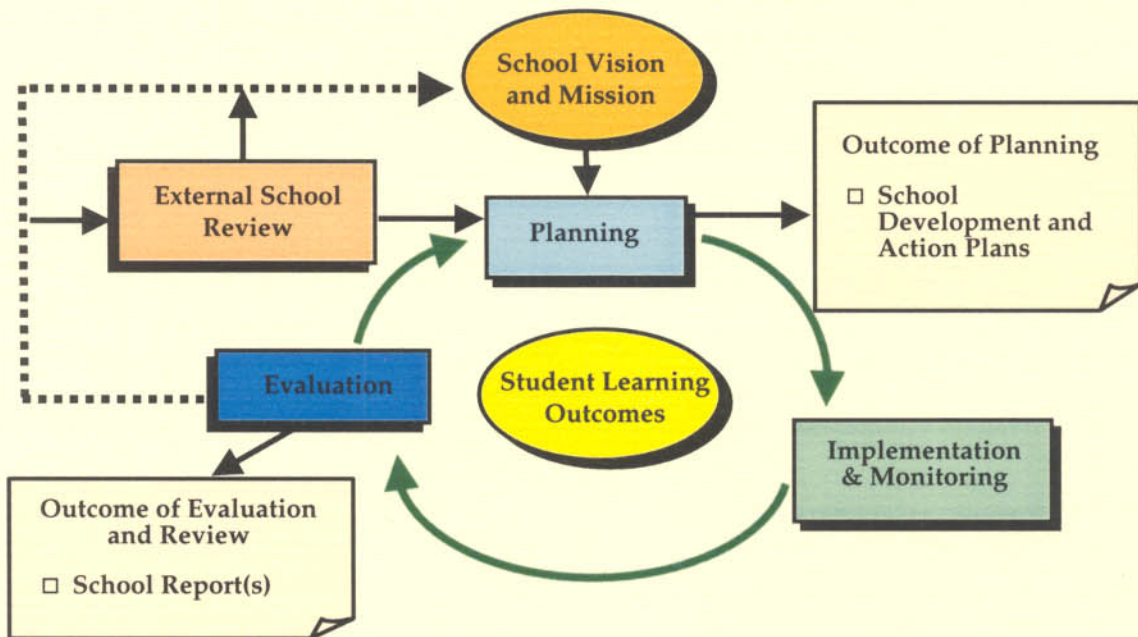 School Vision
and Mission
Outcome of Planning
□ School
Development and
Action Plans
External School
Review
Planning
Evaluation
Student Learning
Outcomes
Implementation
& Monitoring
Outcome of Evaluation
and Review
□ School Report(s)